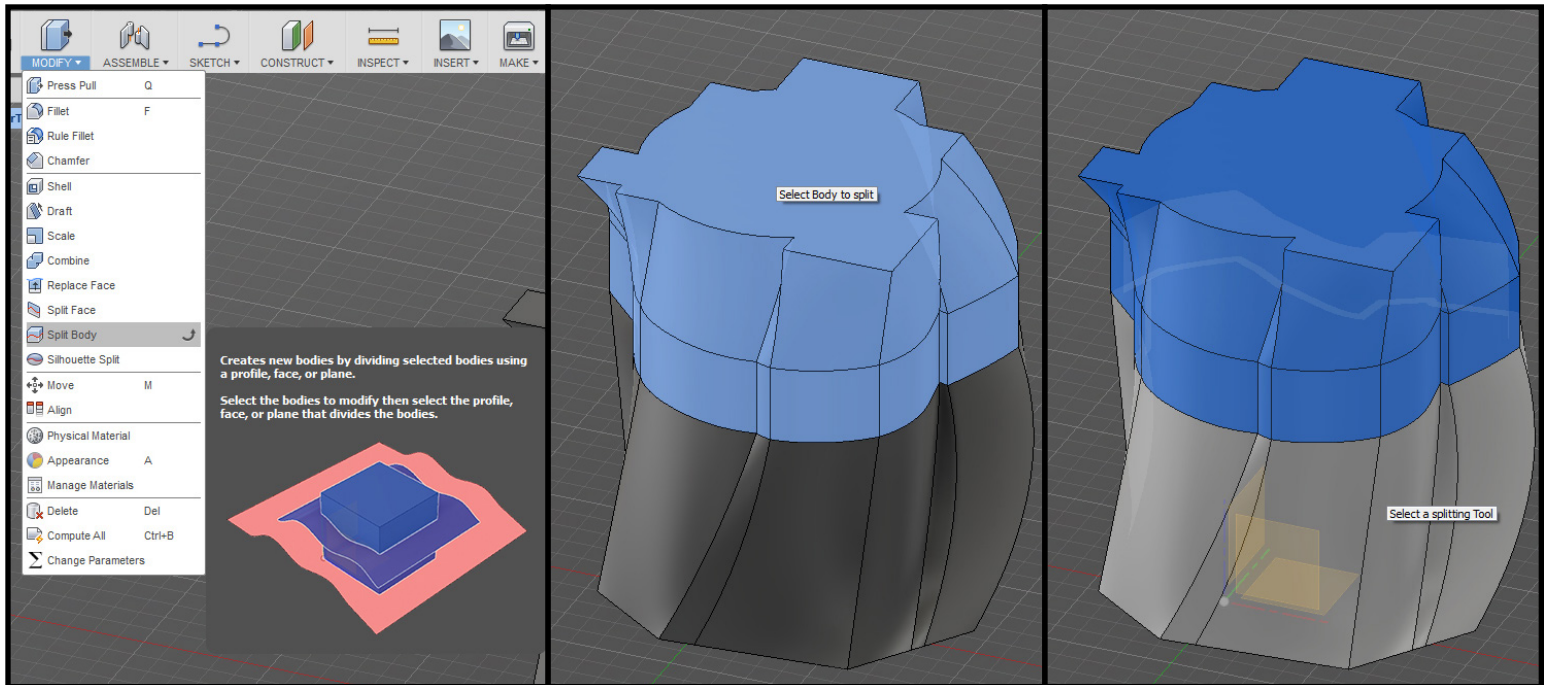 MODIFY ▾ ASSEMBLE ▾ SKETCH ▾ CONSTRUCT ▾ INSPECT ▾ INSERT ▾ MAKE ▾
Press Pull Q
Fillet F
Rule Fillet
Chamfer
Shell
Draft
Scale
Combine
Replace Face
Split Face
Split Body
Silhouette Split
Move M
Align
Physical Material
Appearance A
Manage Materials
Delete Del
Compute All Ctrl+B
Change Parameters
Creates new bodies by dividing selected bodies using
a profile, face, or plane.
Select the bodies to modify then select the profile,
face, or plane that divides the bodies.
Select Body to split
Select a splitting Tool